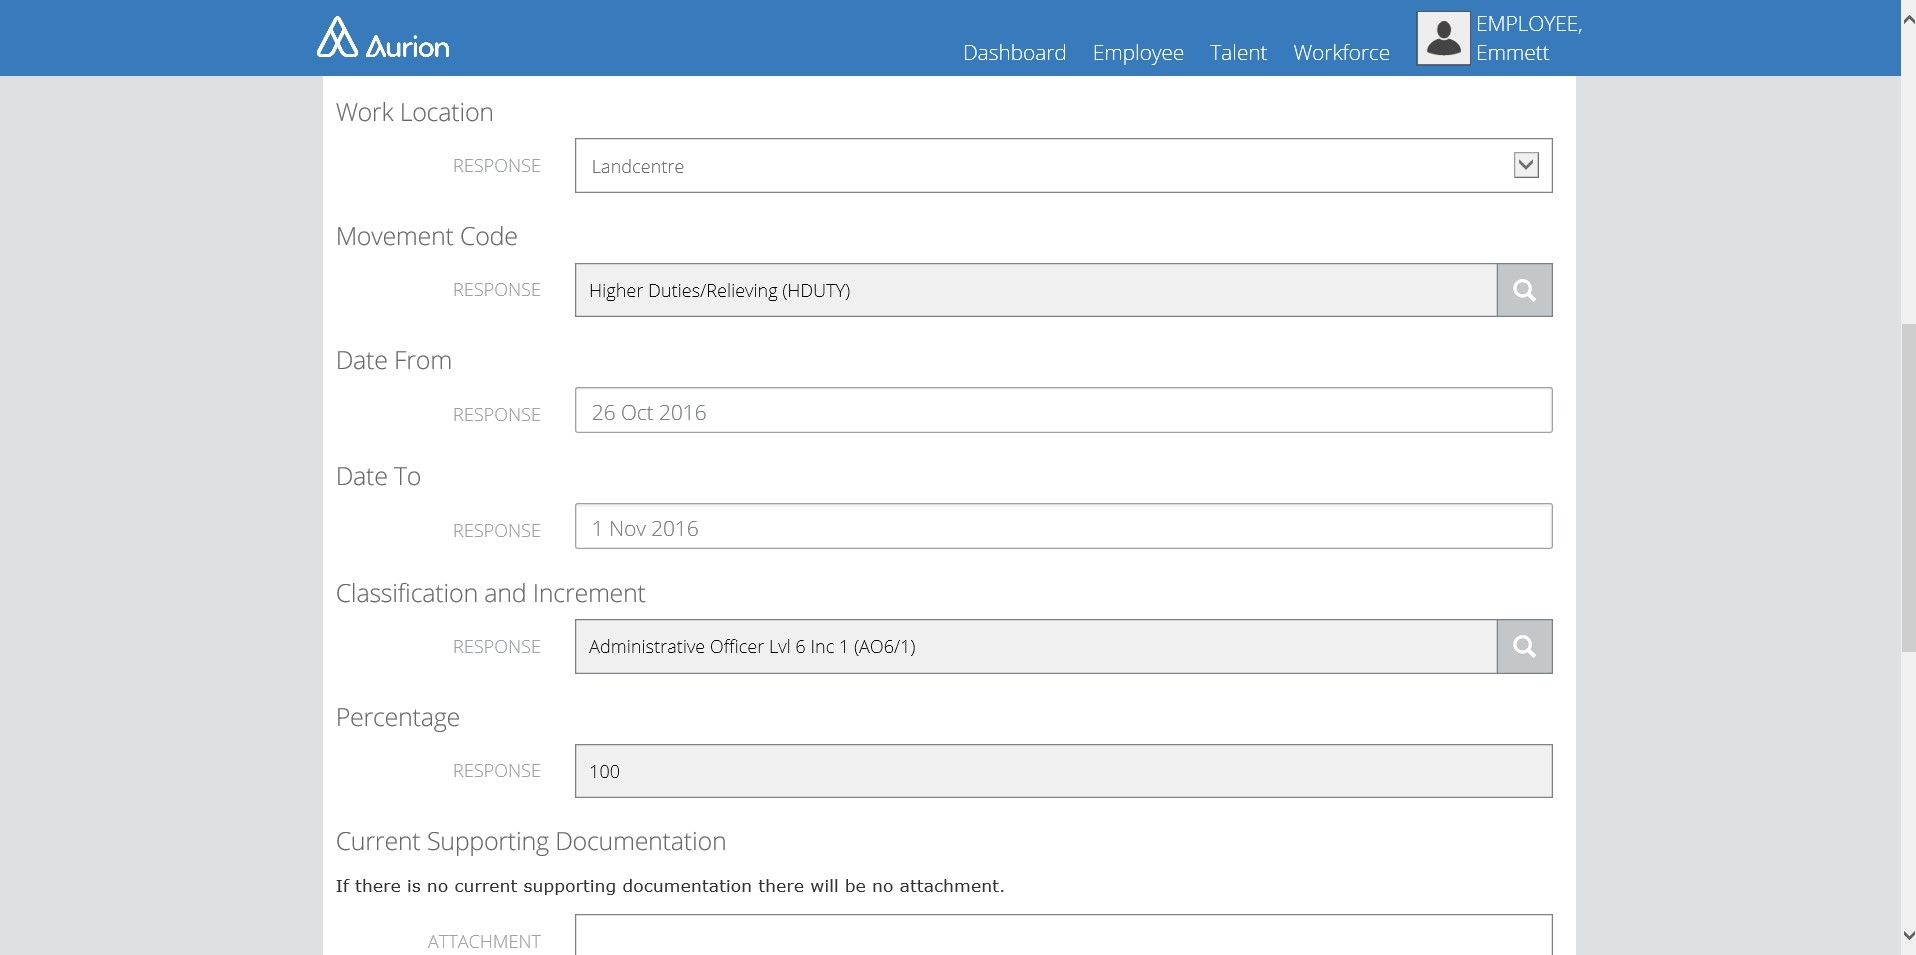 Aurion
Dashboard Employee Talent Workforce
EMPLOYEE,
Emmett
Work Location
RESPONSE Landcentre
Movement Code
RESPONSE Higher Duties/Relieving (HDUTY)
Date From
RESPONSE 26 Oct 2016
Date To
RESPONSE 1 Nov 2016
Classification and Increment
RESPONSE Administrative Officer Lvl 6 Inc 1 (AO6/1)
Percentage
RESPONSE 100
Current Supporting Documentation
If there is no current supporting documentation there will be no attachment.
ATTACHMENT